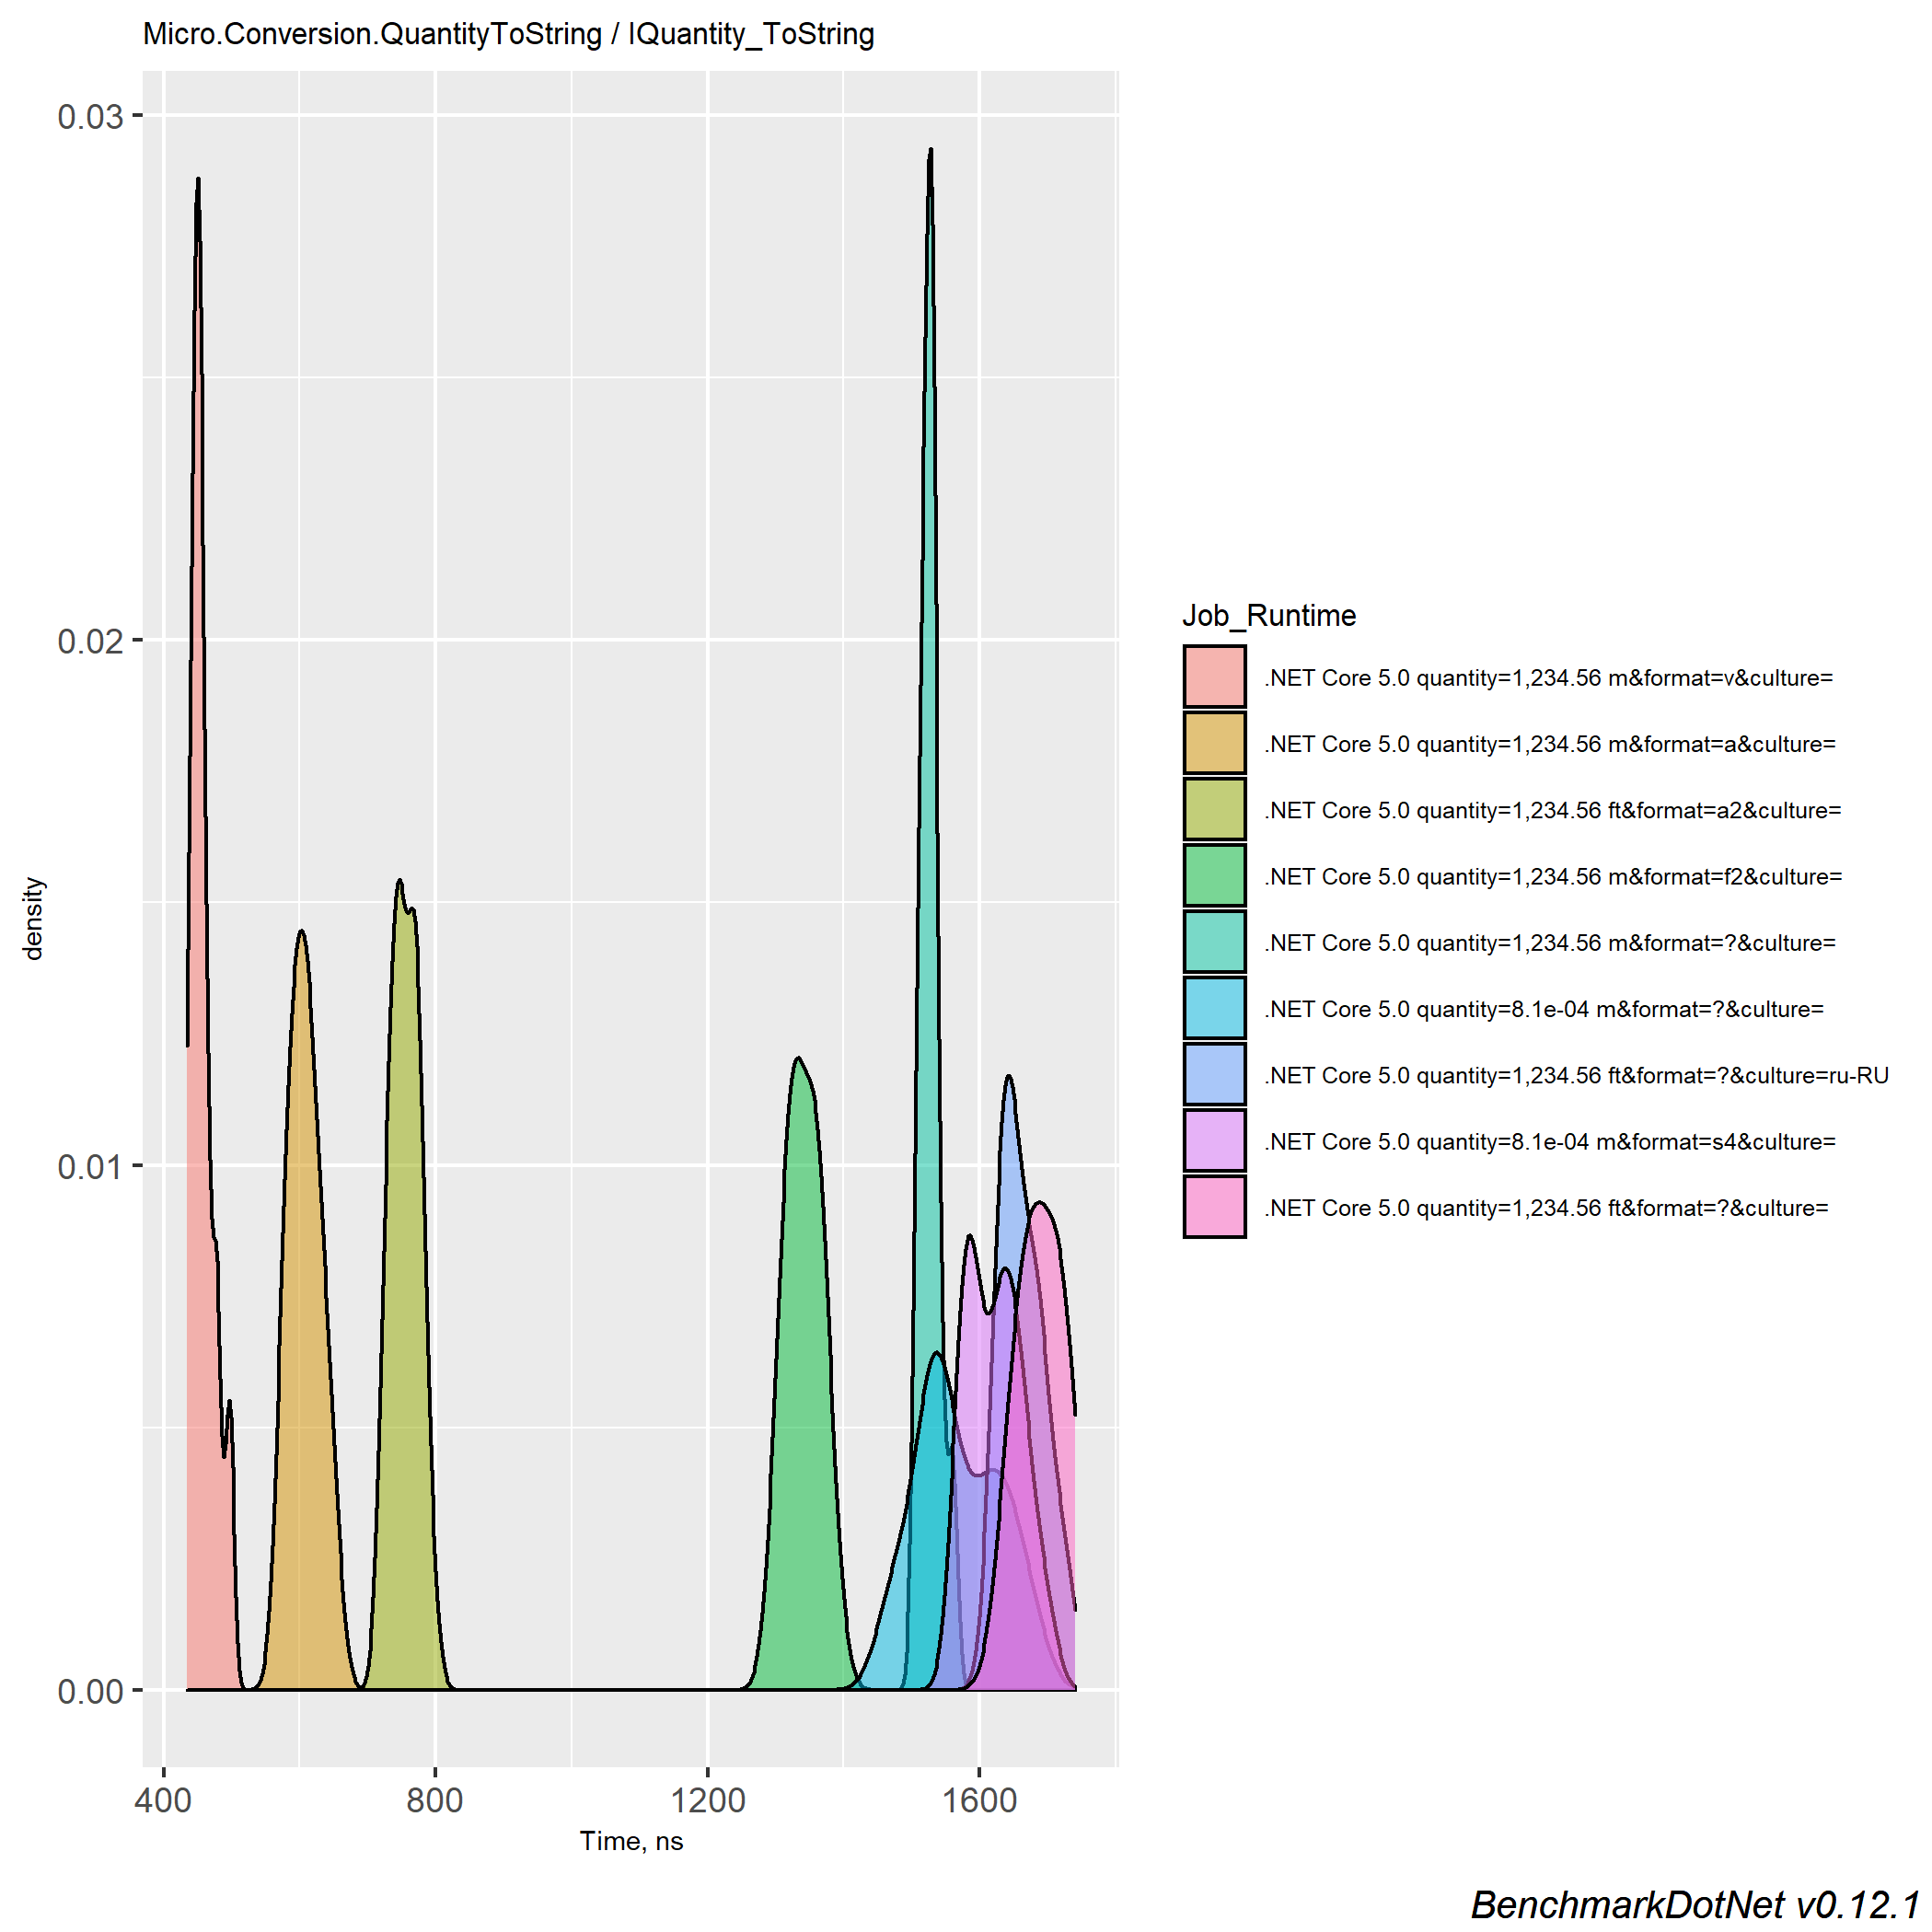 Micro.Conversion.QuantityToString / IQuantity_ToString
0.03
0.02
0.01
0.00
density
400 800 1200 1600
Time, ns
Job_Runtime
.NET Core 5.0 quantity=1,234.56 m&format=v&culture=
.NET Core 5.0 quantity=1,234.56 m&format=a&culture=
.NET Core 5.0 quantity=1,234.56 ft&format=a2&culture=
.NET Core 5.0 quantity=1,234.56 m&format=f2&culture=
.NET Core 5.0 quantity=1,234.56 m&format=?&culture=
.NET Core 5.0 quantity=8.1e-04 m&format=?&culture=
.NET Core 5.0 quantity=1,234.56 ft&format=?&culture=ru-RU
.NET Core 5.0 quantity=8.1e-04 m&format=s4&culture=
.NET Core 5.0 quantity=1,234.56 ft&format=?&culture=
BenchmarkDotNet v0.12.1